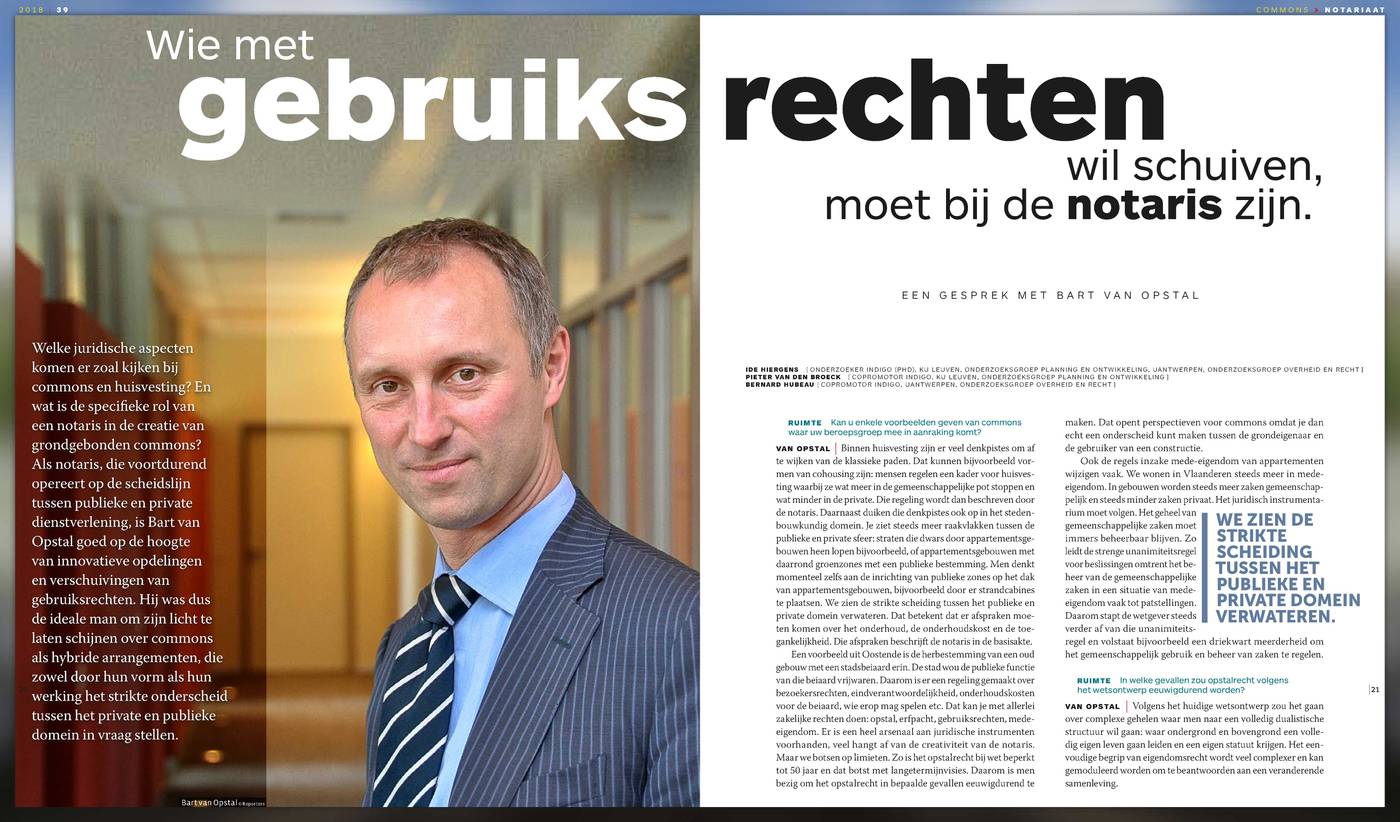 2018 | 39
COMMONS > NOTARIAAT
Wie met
gebruiks rechten
wil schuiven,
moet bij de notaris zijn.
EEN GESPREK MET BART VAN OPSTAL
Welke juridische aspecten
komen er zoal kijken bij
commons en huisvesting? En
wat is de specifieke rol van
een notaris in de creatie van
grondgebonden commons?
Als notaris, die voortdurend
opereert op de scheidslijn
tussen publieke en private
dienstverlening, is Bart van
Opstal goed op de hoogte
van innovatieve opdelingen
en verschuivingen van
gebruiksrechten. Hij was dus
de ideale man om zijn licht te
laten schijnen over commons
als hybride arrangementen, die
zowel door hun vorm als hun
werking het strikte onderscheid
tussen het private en publieke
domein in vraag stellen.
Bart van Opstal ©Reporters
IDE HIERGENS | ONDERZOEKER INDIGO (PHD), KU LEUVEN, ONDERZOEKSGROEP PLANNING EN ONTWIKKELING, UANTWERPEN, ONDERZOEKSGROEP OVERHEID EN RECHT |
PIETER VAN DEN BROECK | COPROMOTOR INDIGO, KU LEUVEN, ONDERZOEKSGROEP PLANNING EN ONTWIKKELING |
BERNARD HUBEAU | COPROMOTOR INDIGO, UANTWERPEN, ONDERZOEKSGROEP OVERHEID EN RECHT |
RUIMTE Kan u enkele voorbeelden geven van commons
waar uw beroepsgroep mee in aanraking komt?
VAN OPSTAL | Binnen huisvesting zijn er veel denkpistes om af
te wijken van de klassieke paden. Dat kunnen bijvoorbeeld vor-
men van cohousing zijn: mensen regelen een kader voor huisves-
ting waarbij ze wat meer in de gemeenschappelijke pot stoppen en
wat minder in de private. Die regeling wordt dan beschreven door
de notaris. Daarnaast duiken die denkpistes ook op in het steden-
bouwkundig domein. Je ziet steeds meer raakvlakken tussen de
publieke en private sfeer: straten die dwars door appartementsge-
bouwen heen lopen bijvoorbeeld, of appartementsgebouwen met
daarrond groenzones met een publieke bestemming. Men denkt
momenteel zelfs aan de inrichting van publieke zones op het dak
van appartementsgebouwen, bijvoorbeeld door er strandcabines
te plaatsen. We zien de strikte scheiding tussen het publieke en
private domein verwateren. Dat betekent dat er afspraken moe-
ten komen over het onderhoud, de onderhoudskost en de toe-
gankelijkheid. Die afspraken beschrijft de notaris in de basisakte.
Een voorbeeld uit Oostende is de herbestemming van een oud
gebouw met een stadsbeiaard erin. De stad wou de publieke functie
van die beiaard vrijwaren. Daarom is er een regeling gemaakt over
bezoekersrechten, eindverantwoordelijkheid, onderhoudskosten
voor de beiaard, wie erop mag spelen etc. Dat kan je met allerlei
zakelijke rechten doen: opstal, erfpacht, gebruiksrechten, mede-
eigendom. Er is een heel arsenaal aan juridische instrumenten
voorhanden, veel hangt af van de creativiteit van de notaris.
Maar we botsen op limieten. Zo is het opstalrecht bij wet beperkt
tot 50 jaar en dat botst met langetermijnvisies. Daarom is men
bezig om het opstalrecht in bepaalde gevallen eeuwigdurend te
maken. Dat opent perspectieven voor commons omdat je dan
echt een onderscheid kunt maken tussen de grondeigenaar en
de gebruiker van een constructie.
Ook de regels inzake mede-eigendom van appartementen
wijzigen vaak. We wonen in Vlaanderen steeds meer in mede-
eigendom. In gebouwen worden steeds meer zaken gemeenschap-
pelijk en steeds minder zaken privaat. Het juridisch instrumenta-
rium moet volgen. Het geheel van
gemeenschappelijke zaken moet
immers beheerbaar blijven. Zo
leidt de strenge unanimiteitsregel
voor beslissingen omtrent het be-
heer van de gemeenschappelijke
zaken in een situatie van mede-
eigendom vaak tot patstellingen.
Daarom stapt de wetgever steeds
verder af van die unanimiteits-
regel en volstaat bijvoorbeeld een driekwart meerderheid om
het gemeenschappelijk gebruik en beheer van zaken te regelen.
WE ZIEN DE
STRIKTE
SCHEIDING
TUSSEN HET
PUBLIEKE EN
PRIVATE DOMEIN
VERWATEREN.
RUIMTE In welke gevallen zou opstalrecht volgens
het wetsontwerp eeuwigdurend worden?
VAN OPSTAL | Volgens het huidige wetsontwerp zou het gaan
over complexe gehelen waar men naar een volledig dualistische
structuur wil gaan: waar ondergrond en bovengrond een volle-
dig eigen leven gaan leiden en een eigen statuut krijgen. Het een-
voudige begrip van eigendomsrecht wordt veel complexer en kan
gemoduleerd worden om te beantwoorden aan een veranderende
samenleving.
|21